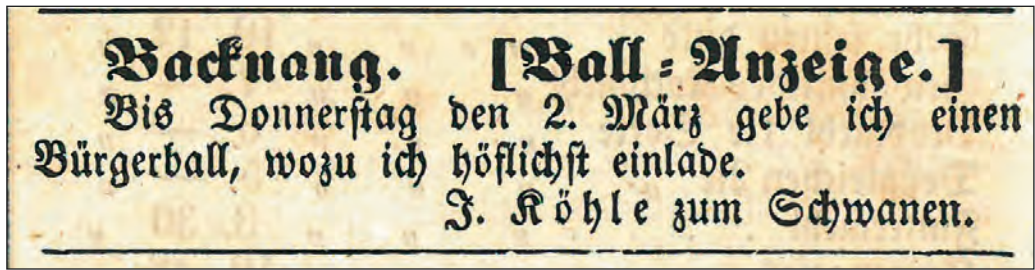 Backnang. [Ball-Anzeige.]
Bis Donnerstag den 2. März gebe ich einen
Bürgerball, wozu ich höflichst einlade.
J. Köhle zum Schwanen.